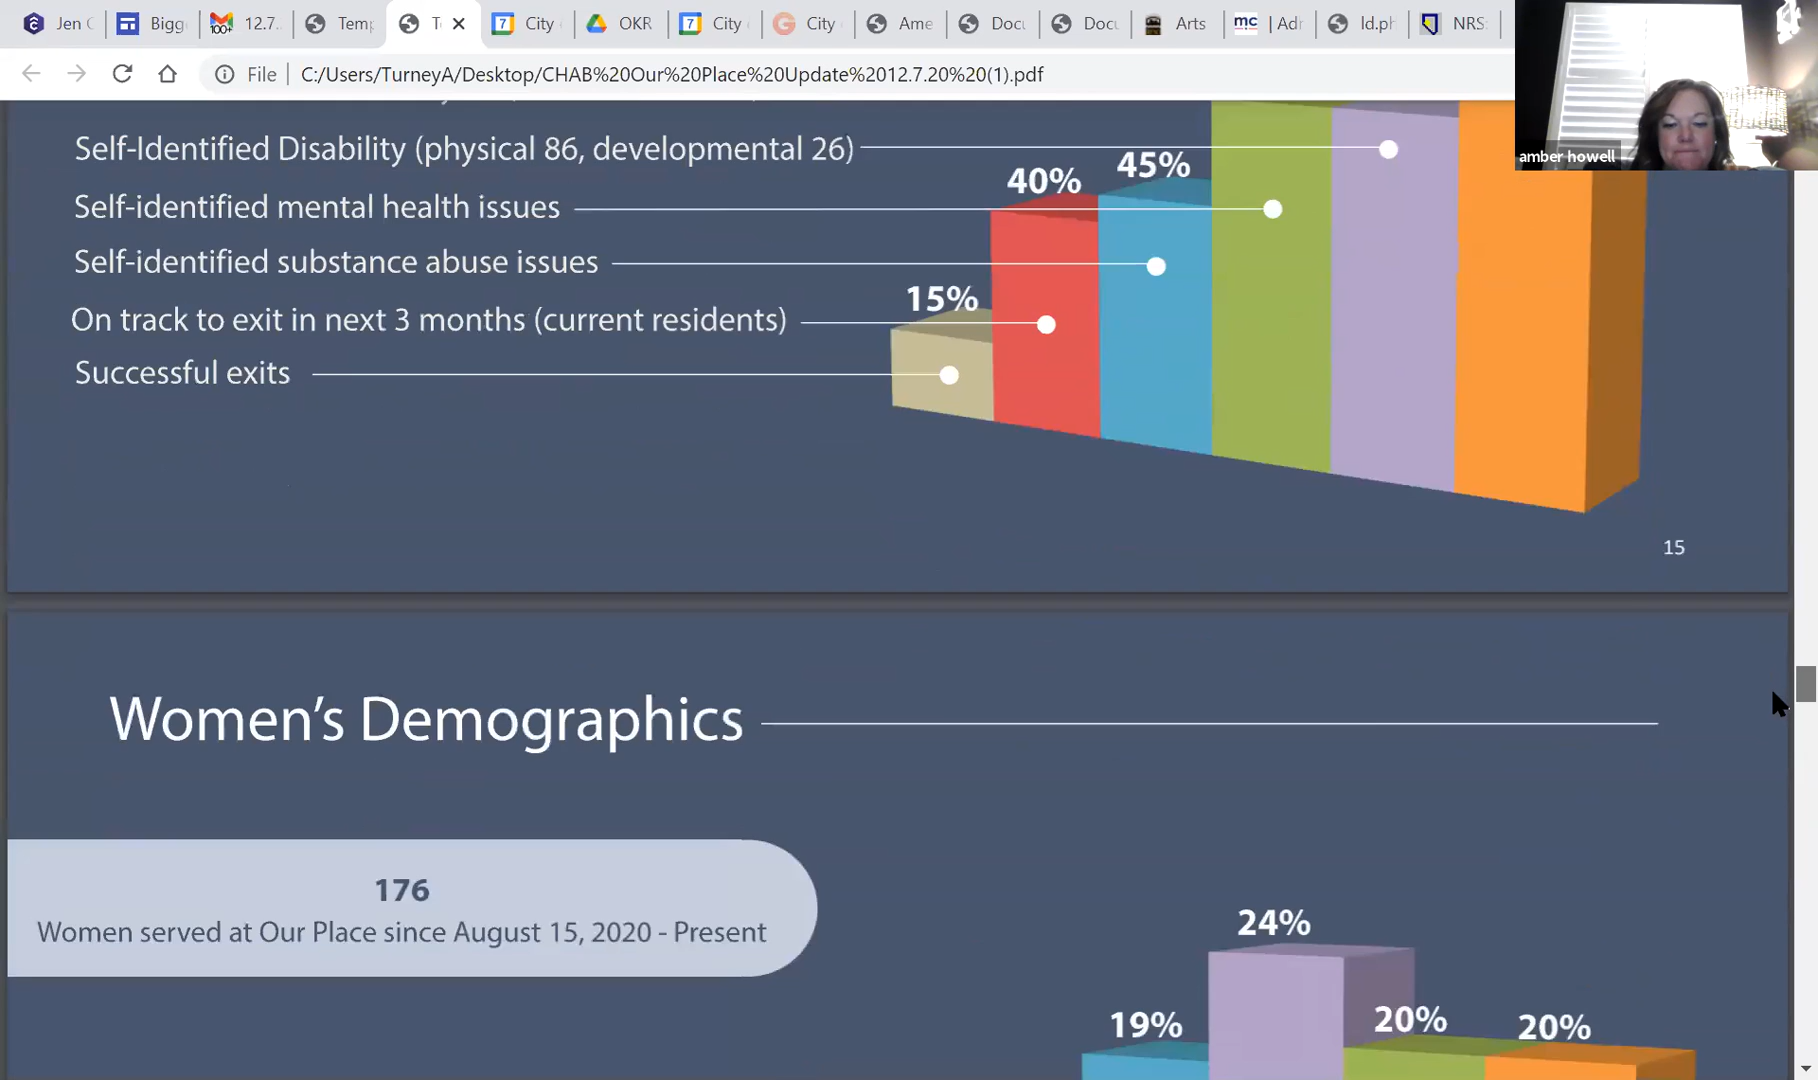 Jen
Bigg
100+
12.7.
Temp
T
7
City
OKR
7
City
City
Ame
Docu
Docu
Arts
mc
| Adr
ld.ph
NRS:
File
C:/Users/TurneyA/Desktop/CHAB%20Our%20Place%20Update%2012.7.20%20(1).pdf
amber howell
Self-Identified Disability (physical 86, developmental 26)
45%
40%
Self-identified mental health issues
Self-identified substance abuse issues
15%
On track to exit in next 3 months (current residents)
Successful exits
15
Women's Demographics
176
Women served at Our Place since August 15, 2020 - Present
24%
19%
20%
20%